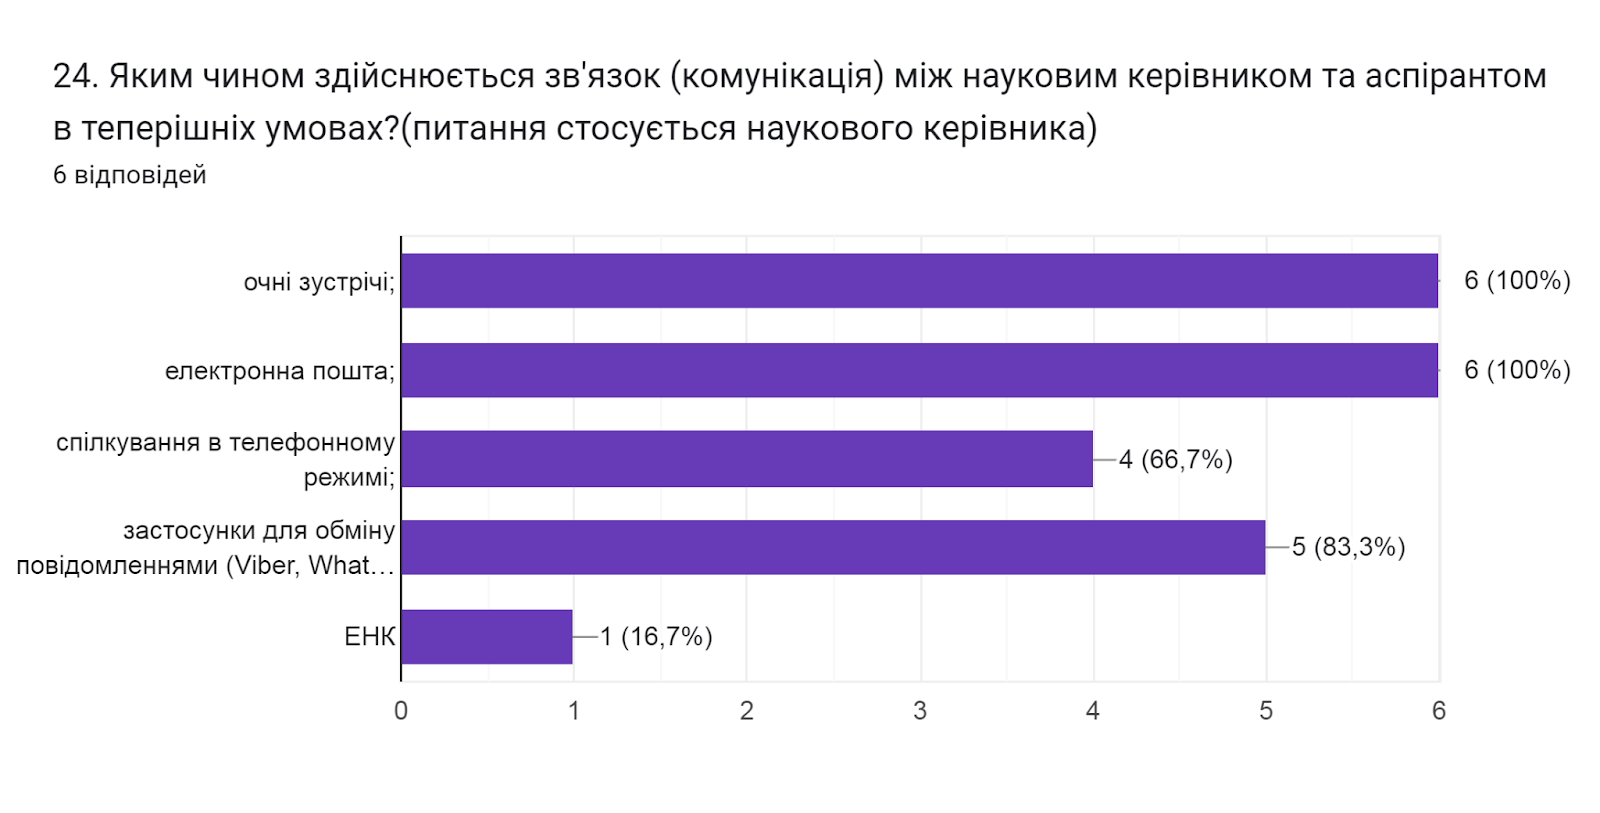 24. Яким чином здійснюється зв'язок (комунікація) між науковим керівником та аспірантом
в теперішніх умовах?(питання стосується наукового керівника)
6 відповідей
очні зустрічі;
6 (100%)
електронна пошта;
6 (100%)
спілкування в телефонному
режимі;
4 (66,7%)
застосунки для обміну
повідомленнями (Viber, What…
5 (83,3%)
ЕНК
1 (16,7%)
0 1 2 3 4 5 6